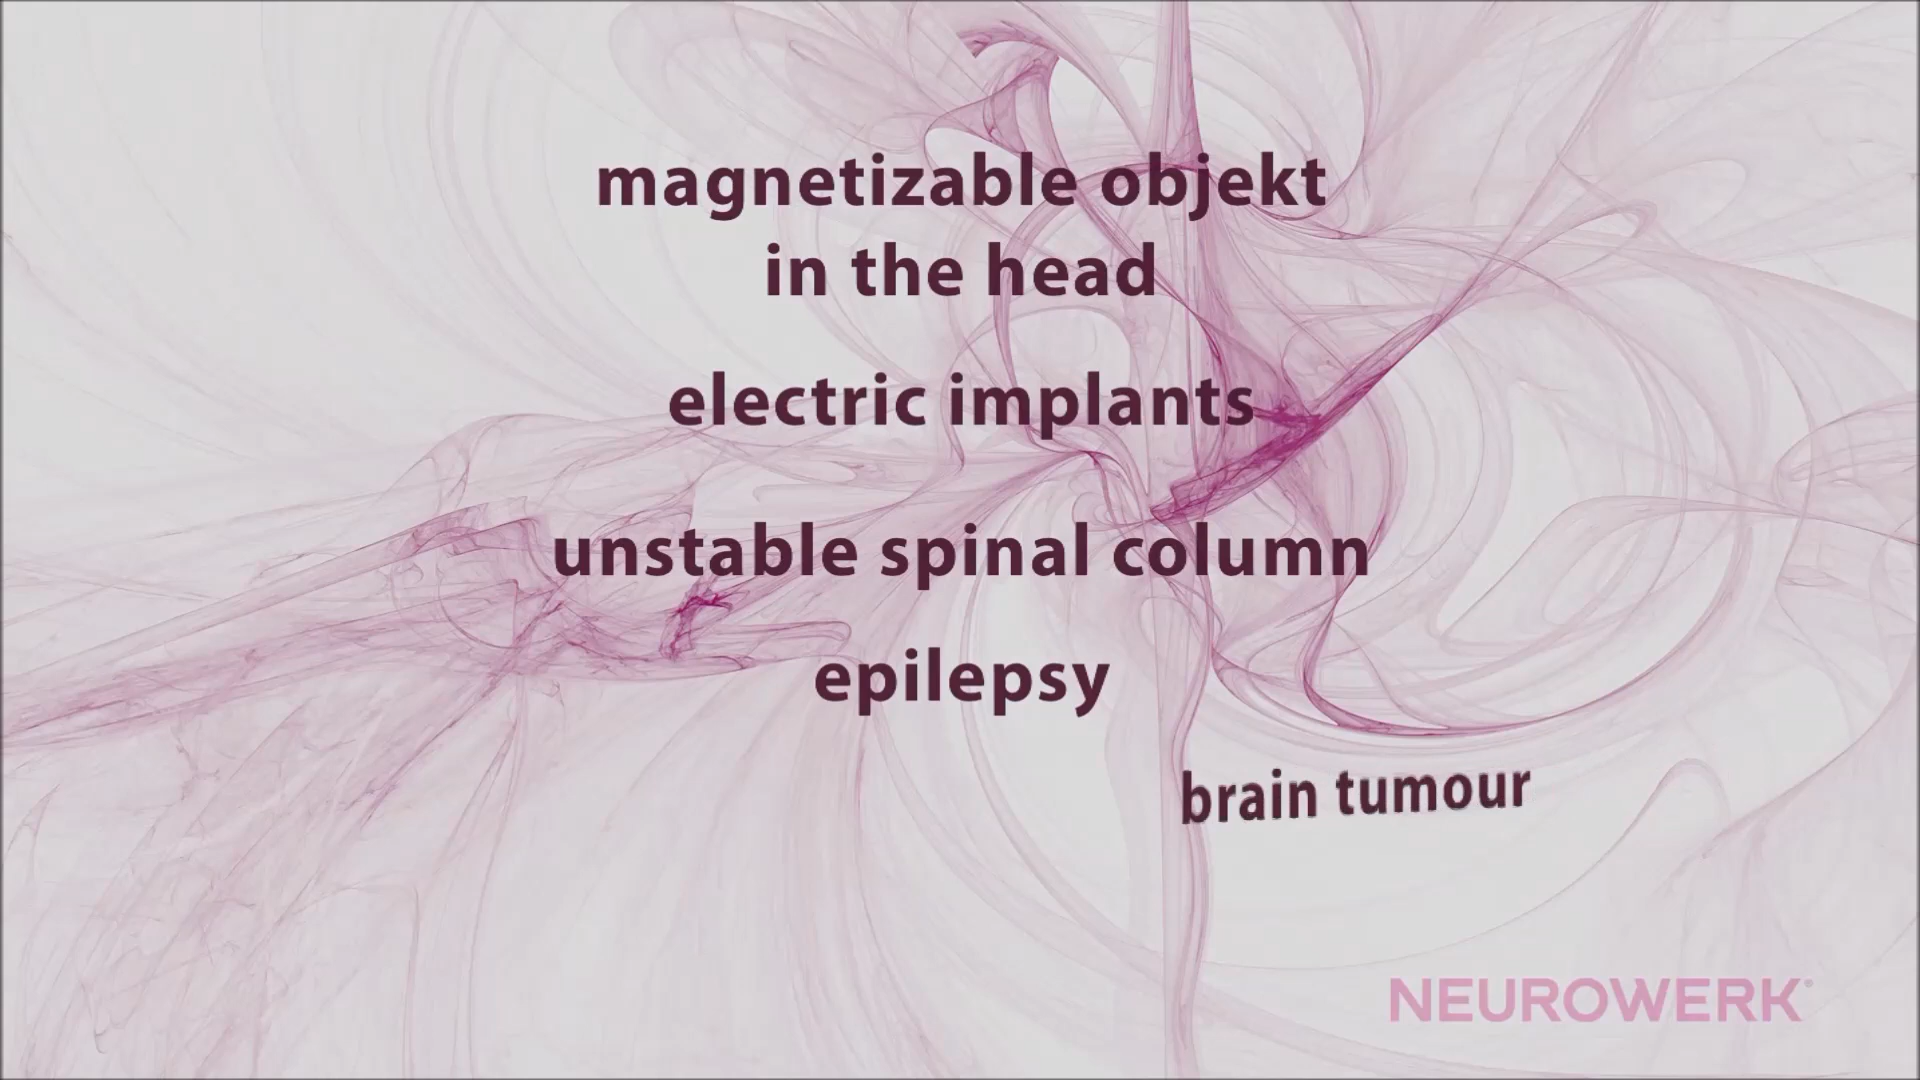 magnetizable objekt
in the head
electric implants
unstable spinal column
epilepsy
brain tumour
NEUROWERK®